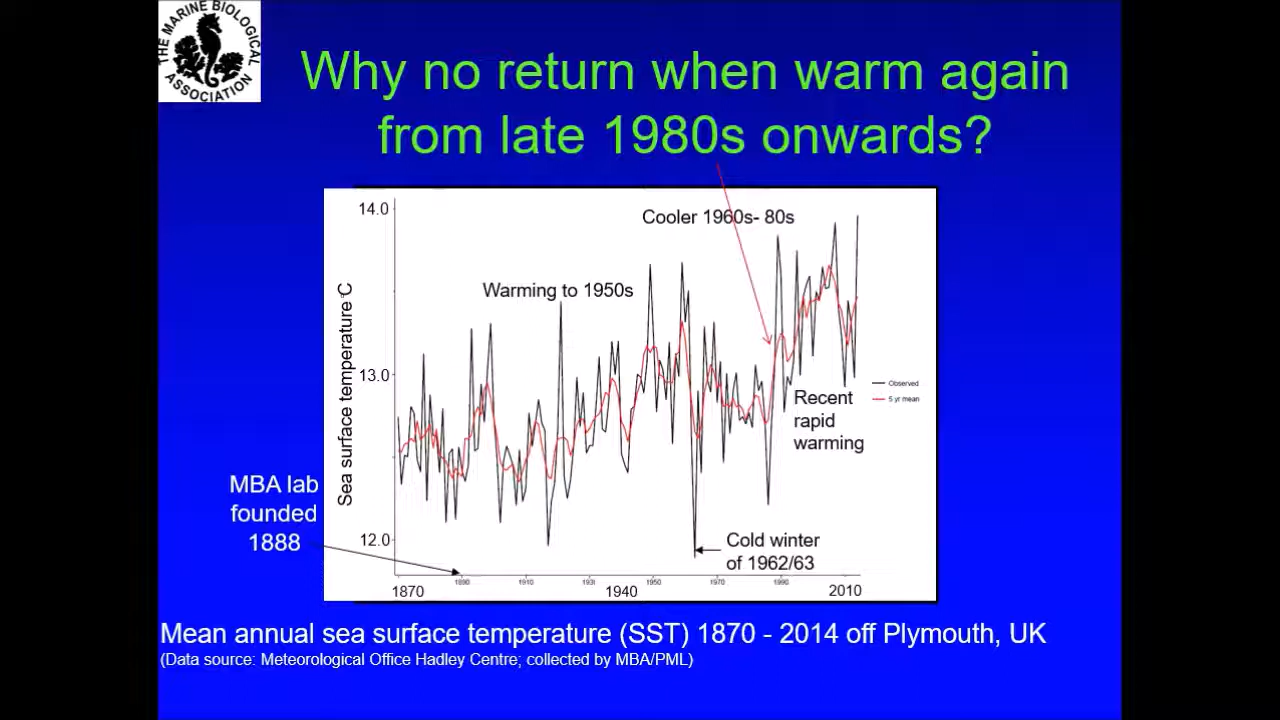 THE MARINE BIOLOGICAL
ASSOCIATION
Why no return when warm again
from late 1980s onwards?
14.0
Cooler 1960s- 80s
Warming to 1950s
Sea surface temperature °C
13.0
Observed
5 yr mean
Recent
rapid
warming
MBA lab
founded
1888
12.0
Cold winter
of 1962/63
1890 1910 1930 1950 1970 1990
1870 1940 2010
Mean annual sea surface temperature (SST) 1870 - 2014 off Plymouth, UK
(Data source: Meteorological Office Hadley Centre; collected by MBA/PML)